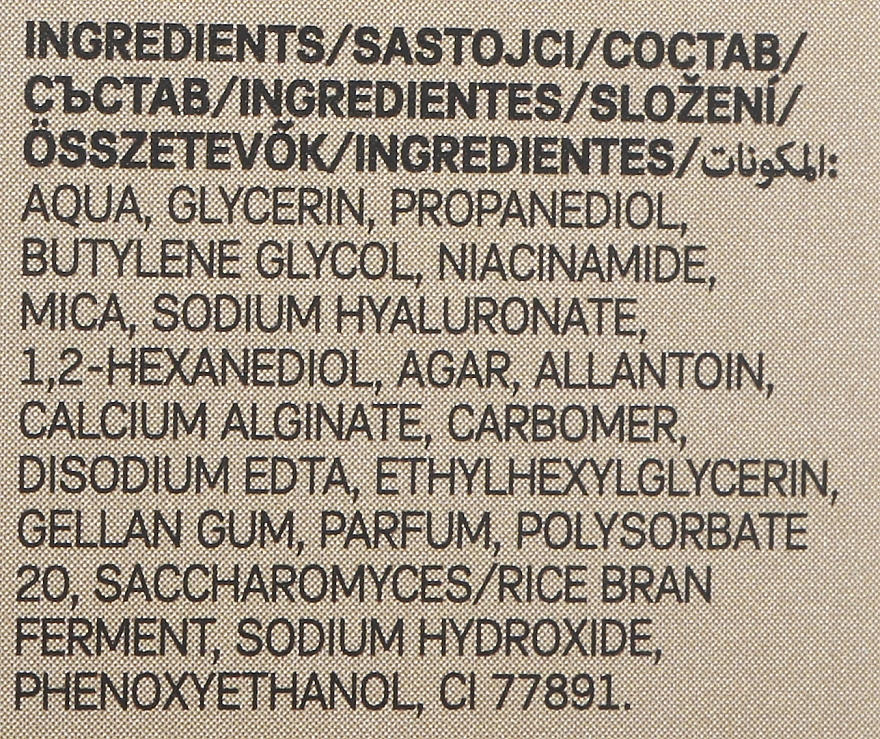 INGREDIENTS/SASTOJCI/СОСТАВ/
СЪСТАВ/INGREDIENTES/SLOŽENÍ/
ÖSSZETEVŐK/INGREDIENTES/المكونات:
AQUA, GLYCERIN, PROPANEDIOL,
BUTYLENE GLYCOL, NIACINAMIDE,
MICA, SODIUM HYALURONATE,
1,2-HEXANEDIOL, AGAR, ALLANTOIN,
CALCIUM ALGINATE, CARBOMER,
DISODIUM EDTA, ETHYLHEXYLGLYCERIN,
GELLAN GUM, PARFUM, POLYSORBATE
20, SACCHAROMYCES/RICE BRAN
FERMENT, SODIUM HYDROXIDE,
PHENOXYETHANOL, CI 77891.